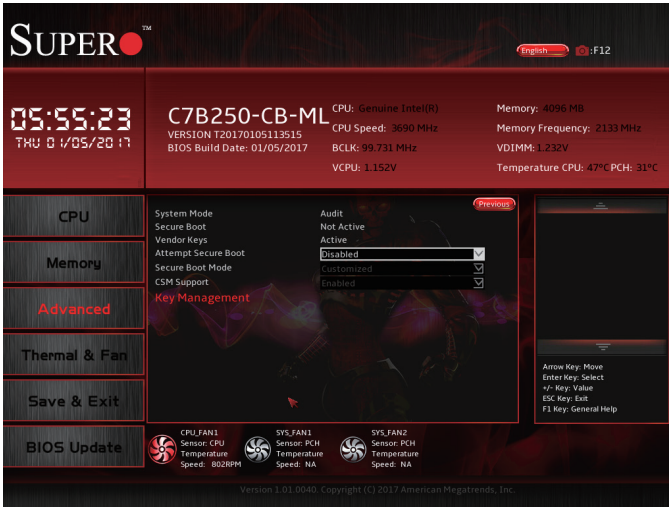 SUPER™
English :F12
05:55:23
THU 01/05/2017
C7B250-CB-ML
VERSION T20170105113515
BIOS Build Date: 01/05/2017
CPU: Genuine Intel(R)
CPU Speed: 3690 MHz
BCLK: 99.731 MHz
VCPU: 1.152V
Memory: 4096 MB
Memory Frequency: 2133 MHz
VDIMM: 1.232V
Temperature CPU: 47°C PCH: 31°C
CPU
Memory
Advanced
Thermal & Fan
Save & Exit
BIOS Update
Previous
System Mode Audit
Secure Boot Not Active
Vendor Keys Active
Attempt Secure Boot Disabled
Secure Boot Mode Customized
CSM Support Enabled
Key Management
Arrow Key: Move
Enter Key: Select
+/- Key: Value
ESC Key: Exit
F1 Key: General Help
CPU_FAN1
Sensor: CPU
Temperature
Speed: 802RPM
SYS_FAN1
Sensor: PCH
Temperature
Speed: NA
SYS_FAN2
Sensor: PCH
Temperature
Speed: NA
Version 1.01.0040. Copyright (C) 2017 American Megatrends, Inc.